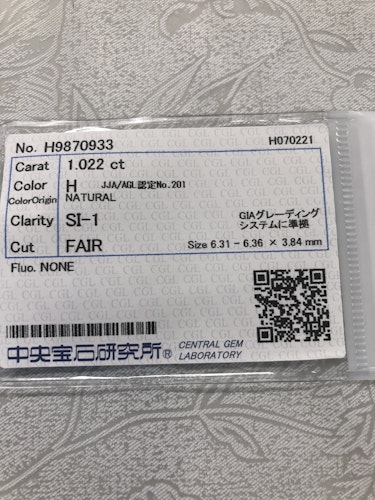 No. H9870933 H070221
Carat 1.022 ct
Color H JJA/AGL認定No.201
ColorOrigin NATURAL
Clarity SI-1 GIAグレーディング
システムに準拠
Cut FAIR Size 6.31 - 6.36 × 3.84 mm
Fluo. NONE
中央宝石研究所® CENTRAL GEM
LABORATORY